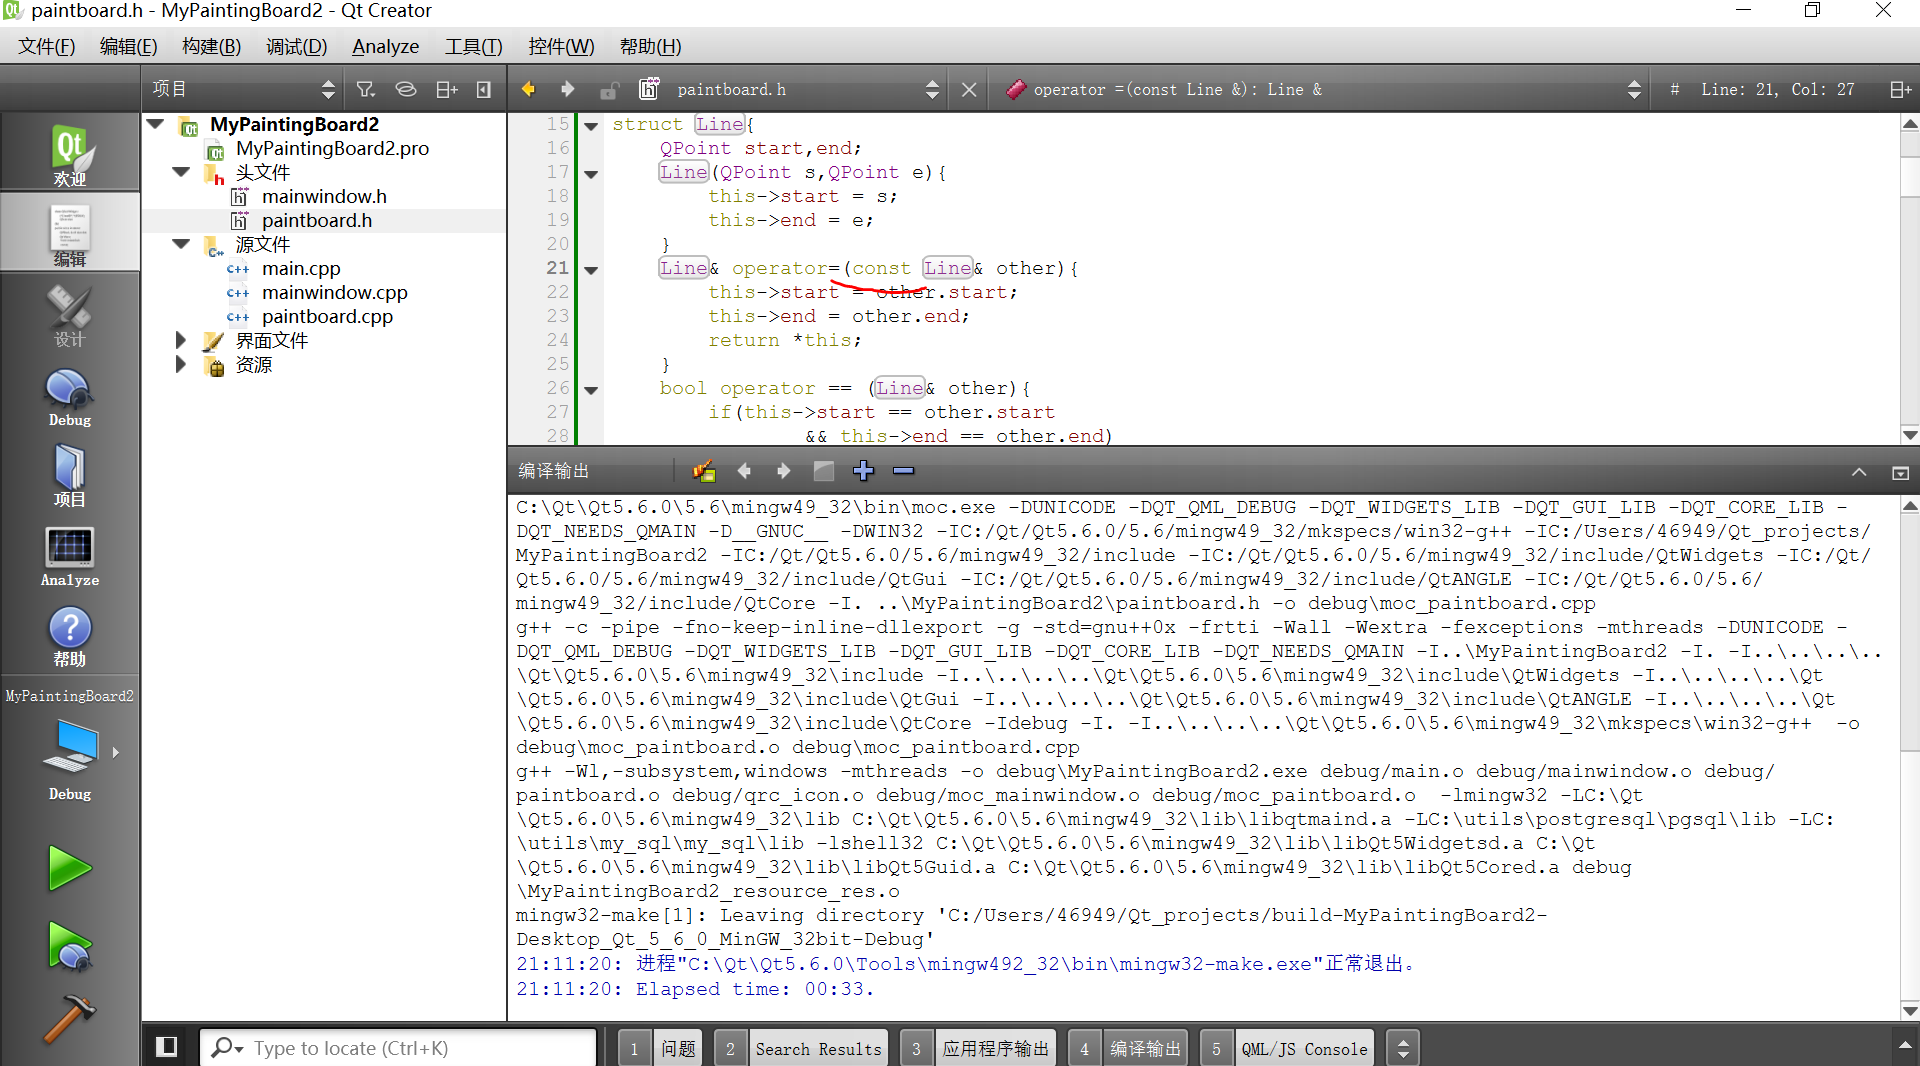 paintboard.h - MyPaintingBoard2 - Qt Creator
文件(F) 编辑(E) 构建(B) 调试(D) Analyze 工具(T) 控件(W) 帮助(H)
项目
paintboard.h
operator =(const Line &): Line &
# Line: 21, Col: 27
欢迎
编辑
设计
Debug
项目
Analyze
帮助
MyPaintingBoard2
Debug
MyPaintingBoard2
MyPaintingBoard2.pro
头文件
mainwindow.h
paintboard.h
源文件
main.cpp
mainwindow.cpp
paintboard.cpp
界面文件
资源
15 struct Line{
16 QPoint start,end;
17 Line(QPoint s,QPoint e){
18 this->start = s;
19 this->end = e;
20 }
21 Line& operator=(const Line& other){
22 this->start = other.start;
23 this->end = other.end;
24 return *this;
25 }
26 bool operator == (Line& other){
27 if(this->start == other.start
28 && this->end == other.end)
编译输出
C:\Qt\Qt5.6.0\5.6\mingw49_32\bin\moc.exe -DUNICODE -DQT_QML_DEBUG -DQT_WIDGETS_LIB -DQT_GUI_LIB -DQT_CORE_LIB -
DQT_NEEDS_QMAIN -D__GNUC__ -DWIN32 -IC:/Qt/Qt5.6.0/5.6/mingw49_32/mkspecs/win32-g++ -IC:/Users/46949/Qt_projects/
MyPaintingBoard2 -IC:/Qt/Qt5.6.0/5.6/mingw49_32/include -IC:/Qt/Qt5.6.0/5.6/mingw49_32/include/QtWidgets -IC:/Qt/
Qt5.6.0/5.6/mingw49_32/include/QtGui -IC:/Qt/Qt5.6.0/5.6/mingw49_32/include/QtANGLE -IC:/Qt/Qt5.6.0/5.6/
mingw49_32/include/QtCore -I. ..\MyPaintingBoard2\paintboard.h -o debug\moc_paintboard.cpp
g++ -c -pipe -fno-keep-inline-dllexport -g -std=gnu++0x -frtti -Wall -Wextra -fexceptions -mthreads -DUNICODE -
DQT_QML_DEBUG -DQT_WIDGETS_LIB -DQT_GUI_LIB -DQT_CORE_LIB -DQT_NEEDS_QMAIN -I..\MyPaintingBoard2 -I. -I..\..\..\..
\Qt\Qt5.6.0\5.6\mingw49_32\include -I..\..\..\..\Qt\Qt5.6.0\5.6\mingw49_32\include\QtWidgets -I..\..\..\..\Qt
\Qt5.6.0\5.6\mingw49_32\include\QtGui -I..\..\..\..\Qt\Qt5.6.0\5.6\mingw49_32\include\QtANGLE -I..\..\..\..\Qt
\Qt5.6.0\5.6\mingw49_32\include\QtCore -Idebug -I. -I..\..\..\..\Qt\Qt5.6.0\5.6\mingw49_32\mkspecs\win32-g++ -o
debug\moc_paintboard.o debug\moc_paintboard.cpp
g++ -Wl,-subsystem,windows -mthreads -o debug\MyPaintingBoard2.exe debug/main.o debug/mainwindow.o debug/
paintboard.o debug/qrc_icon.o debug/moc_mainwindow.o debug/moc_paintboard.o -lmingw32 -LC:\Qt
\Qt5.6.0\5.6\mingw49_32\lib C:\Qt\Qt5.6.0\5.6\mingw49_32\lib\libqtmaind.a -LC:\utils\postgresql\pgsql\lib -LC:
\utils\my_sql\my_sql\lib -lshell32 C:\Qt\Qt5.6.0\5.6\mingw49_32\lib\libQt5Widgetsd.a C:\Qt
\Qt5.6.0\5.6\mingw49_32\lib\libQt5Guid.a C:\Qt\Qt5.6.0\5.6\mingw49_32\lib\libQt5Cored.a debug
\MyPaintingBoard2_resource_res.o
mingw32-make[1]: Leaving directory 'C:/Users/46949/Qt_projects/build-MyPaintingBoard2-
Desktop_Qt_5_6_0_MinGW_32bit-Debug'
21:11:20: 进程"C:\Qt\Qt5.6.0\Tools\mingw492_32\bin\mingw32-make.exe"正常退出。
21:11:20: Elapsed time: 00:33.
Type to locate (Ctrl+K)
1 问题 2 Search Results 3 应用程序输出 4 编译输出 5 QML/JS Console